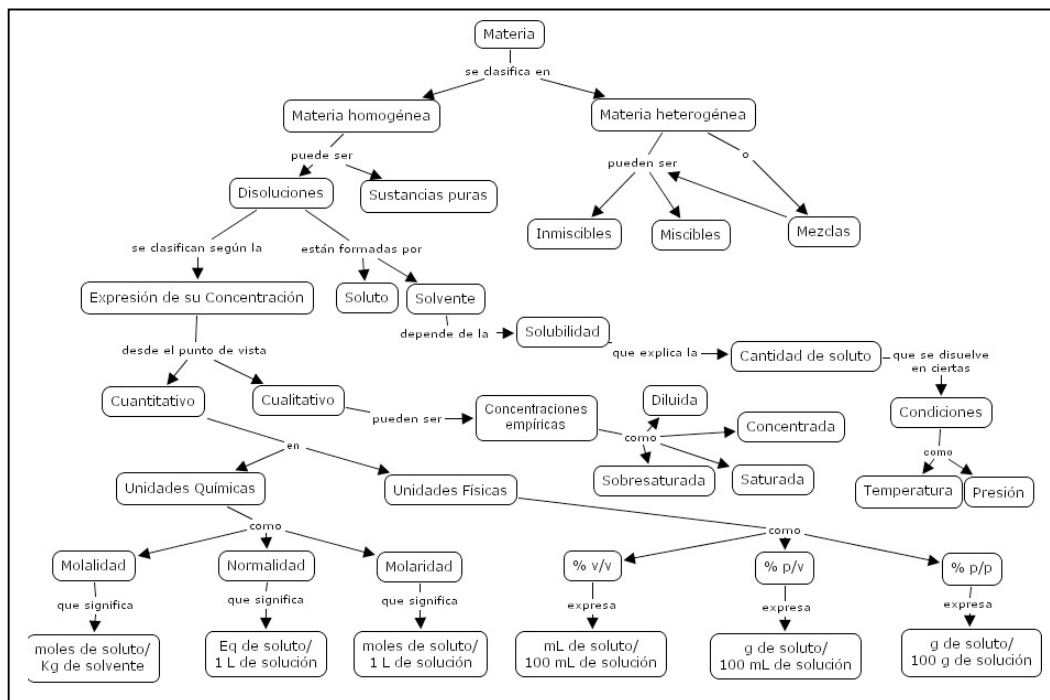 Materia
se clasifica en
Materia homogénea
Materia heterogénea
puede ser
pueden ser
o
Disoluciones
Sustancias puras
Inmiscibles
Miscibles
Mezclas
se clasifican según la
están formadas por
Expresión de su Concentración
Soluto
Solvente
depende de la
Solubilidad
que explica la
Cantidad de soluto
que se disuelve
en ciertas
desde el punto de vista
Cuantitativo
Cualitativo
pueden ser
Concentraciones
empíricas
como
Diluida
Concentrada
Sobresaturada
Saturada
Condiciones
como
Temperatura
Presión
en
Unidades Químicas
Unidades Físicas
como
como
Molalidad
Normalidad
Molaridad
% v/v
% p/v
% p/p
que significa
que significa
que significa
expresa
expresa
expresa
moles de soluto/
Kg de solvente
Eq de soluto/
1 L de solución
moles de soluto/
1 L de solución
mL de soluto/
100 mL de solución
g de soluto/
100 mL de solución
g de soluto/
100 g de solución